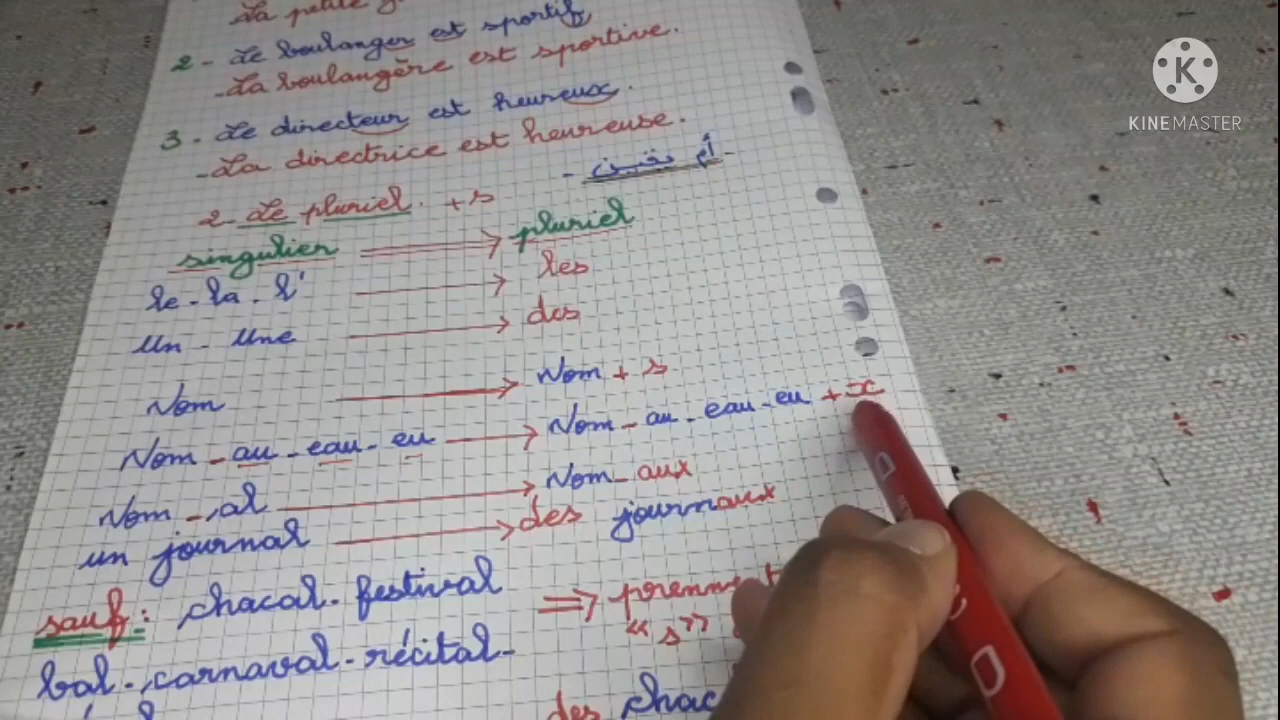 La petite
2 - Le boulanger est sportif
- La boulangère est sportive.
3 - Le directeur est heureux.
- La directrice est heureuse.
- أم يقين -
2 - Le pluriel. + s
singulier pluriel
le - la - l' les
un - une des
Nom Nom + s
Nom - au - eau - eu Nom - au - eau - eu + x
Nom - al Nom - aux
un journal des journaux
sauf : chacal - festival => prennent
bal - carnaval - récital - "s"
des chac
KINEMASTER